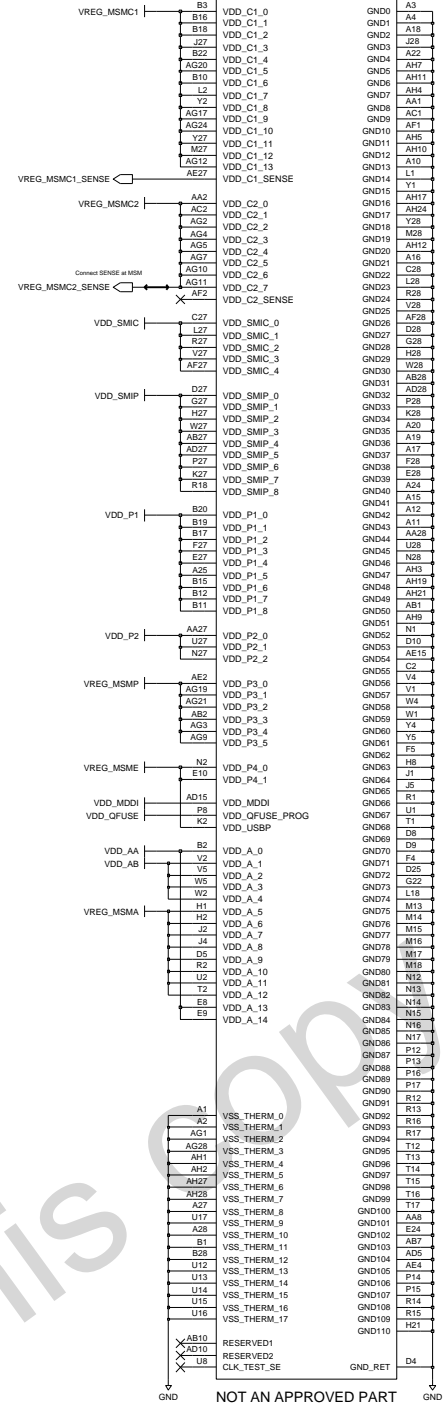 VREG_MSMC1 B3 VDD_C1_0
B16 VDD_C1_1
B18 VDD_C1_2
J27 VDD_C1_3
B22 VDD_C1_4
AG20 VDD_C1_5
B10 VDD_C1_6
L2 VDD_C1_7
Y2 VDD_C1_8
AG17 VDD_C1_9
AG24 VDD_C1_10
Y27 VDD_C1_11
M27 VDD_C1_12
AG12 VDD_C1_13
VREG_MSMC1_SENSE AE27 VDD_C1_SENSE
VREG_MSMC2 AA2 VDD_C2_0
AC2 VDD_C2_1
AG2 VDD_C2_2
AG4 VDD_C2_3
AG5 VDD_C2_4
AG7 VDD_C2_5
Connect SENSE at MSM AG10 VDD_C2_6
VREG_MSMC2_SENSE AG11 VDD_C2_7
AF2 VDD_C2_SENSE
VDD_SMIC C27 VDD_SMIC_0
L27 VDD_SMIC_1
R27 VDD_SMIC_2
V27 VDD_SMIC_3
AF27 VDD_SMIC_4
VDD_SMIP D27 VDD_SMIP_0
G27 VDD_SMIP_1
H27 VDD_SMIP_2
W27 VDD_SMIP_3
AB27 VDD_SMIP_4
AD27 VDD_SMIP_5
P27 VDD_SMIP_6
K27 VDD_SMIP_7
R18 VDD_SMIP_8
VDD_P1 B20 VDD_P1_0
B19 VDD_P1_1
B17 VDD_P1_2
F27 VDD_P1_3
E27 VDD_P1_4
A25 VDD_P1_5
B15 VDD_P1_6
B12 VDD_P1_7
B11 VDD_P1_8
VDD_P2 AA27 VDD_P2_0
U27 VDD_P2_1
N27 VDD_P2_2
VREG_MSMP AE2 VDD_P3_0
AG19 VDD_P3_1
AG21 VDD_P3_2
AB2 VDD_P3_3
AG3 VDD_P3_4
AG9 VDD_P3_5
VREG_MSME N2 VDD_P4_0
E10 VDD_P4_1
VDD_MDDI AD15 VDD_MDDI
VDD_QFUSE P8 VDD_QFUSE_PROG
K2 VDD_USBP
VDD_AA B2 VDD_A_0
VDD_AB V2 VDD_A_1
V5 VDD_A_2
W5 VDD_A_3
W2 VDD_A_4
VREG_MSMA H1 VDD_A_5
H2 VDD_A_6
J2 VDD_A_7
J4 VDD_A_8
D5 VDD_A_9
R2 VDD_A_10
U2 VDD_A_11
T2 VDD_A_12
E8 VDD_A_13
E9 VDD_A_14
A1 VSS_THERM_0
A2 VSS_THERM_1
AG1 VSS_THERM_2
AG28 VSS_THERM_3
AH1 VSS_THERM_4
AH2 VSS_THERM_5
AH27 VSS_THERM_6
AH28 VSS_THERM_7
A27 VSS_THERM_8
U17 VSS_THERM_9
A28 VSS_THERM_10
B1 VSS_THERM_11
B28 VSS_THERM_12
U12 VSS_THERM_13
U13 VSS_THERM_14
U14 VSS_THERM_15
U15 VSS_THERM_16
U16 VSS_THERM_17
AB10 RESERVED1
AD10 RESERVED2
U8 CLK_TEST_SE
GND
GND0 A3
GND1 A4
GND2 A18
GND3 J28
GND4 A22
GND5 AH7
GND6 AH11
GND7 AH4
GND8 AA1
GND9 AC1
GND10 AF1
GND11 AH5
GND12 AH10
GND13 A10
GND14 L1
GND15 Y1
GND16 AH17
GND17 AH24
GND18 Y28
GND19 M28
GND20 AH12
GND21 A16
GND22 C28
GND23 L28
GND24 R28
GND25 V28
GND26 AF28
GND27 D28
GND28 G28
GND29 H28
GND30 W28
GND31 AB28
GND32 AD28
GND33 P28
GND34 K28
GND35 A20
GND36 A19
GND37 A17
GND38 F28
GND39 E28
GND40 A24
GND41 A15
GND42 A12
GND43 A11
GND44 AA28
GND45 U28
GND46 N28
GND47 AH3
GND48 AH19
GND49 AH21
GND50 AB1
GND51 AH9
GND52 N1
GND53 D10
GND54 AE15
GND55 C2
GND56 V4
GND57 V1
GND58 W4
GND59 W1
GND60 Y4
GND61 Y5
GND62 F5
GND63 H8
GND64 J1
GND65 J5
GND66 R1
GND67 U1
GND68 T1
GND69 D8
GND70 D9
GND71 F4
GND72 D25
GND73 G22
GND74 L18
GND75 M13
GND76 M14
GND77 M15
GND78 M16
GND79 M17
GND80 M18
GND81 N12
GND82 N13
GND83 N14
GND84 N15
GND85 N16
GND86 N17
GND87 P12
GND88 P13
GND89 P16
GND90 P17
GND91 R12
GND92 R13
GND93 R16
GND94 R17
GND95 T12
GND96 T13
GND97 T14
GND98 T15
GND99 T16
GND100 T17
GND101 AA8
GND102 E24
GND103 AB7
GND104 AD5
GND105 AE4
GND106 P14
GND107 P15
GND108 R14
GND109 R15
GND110 H21
GND_RET D4
GND
NOT AN APPROVED PART
is copy